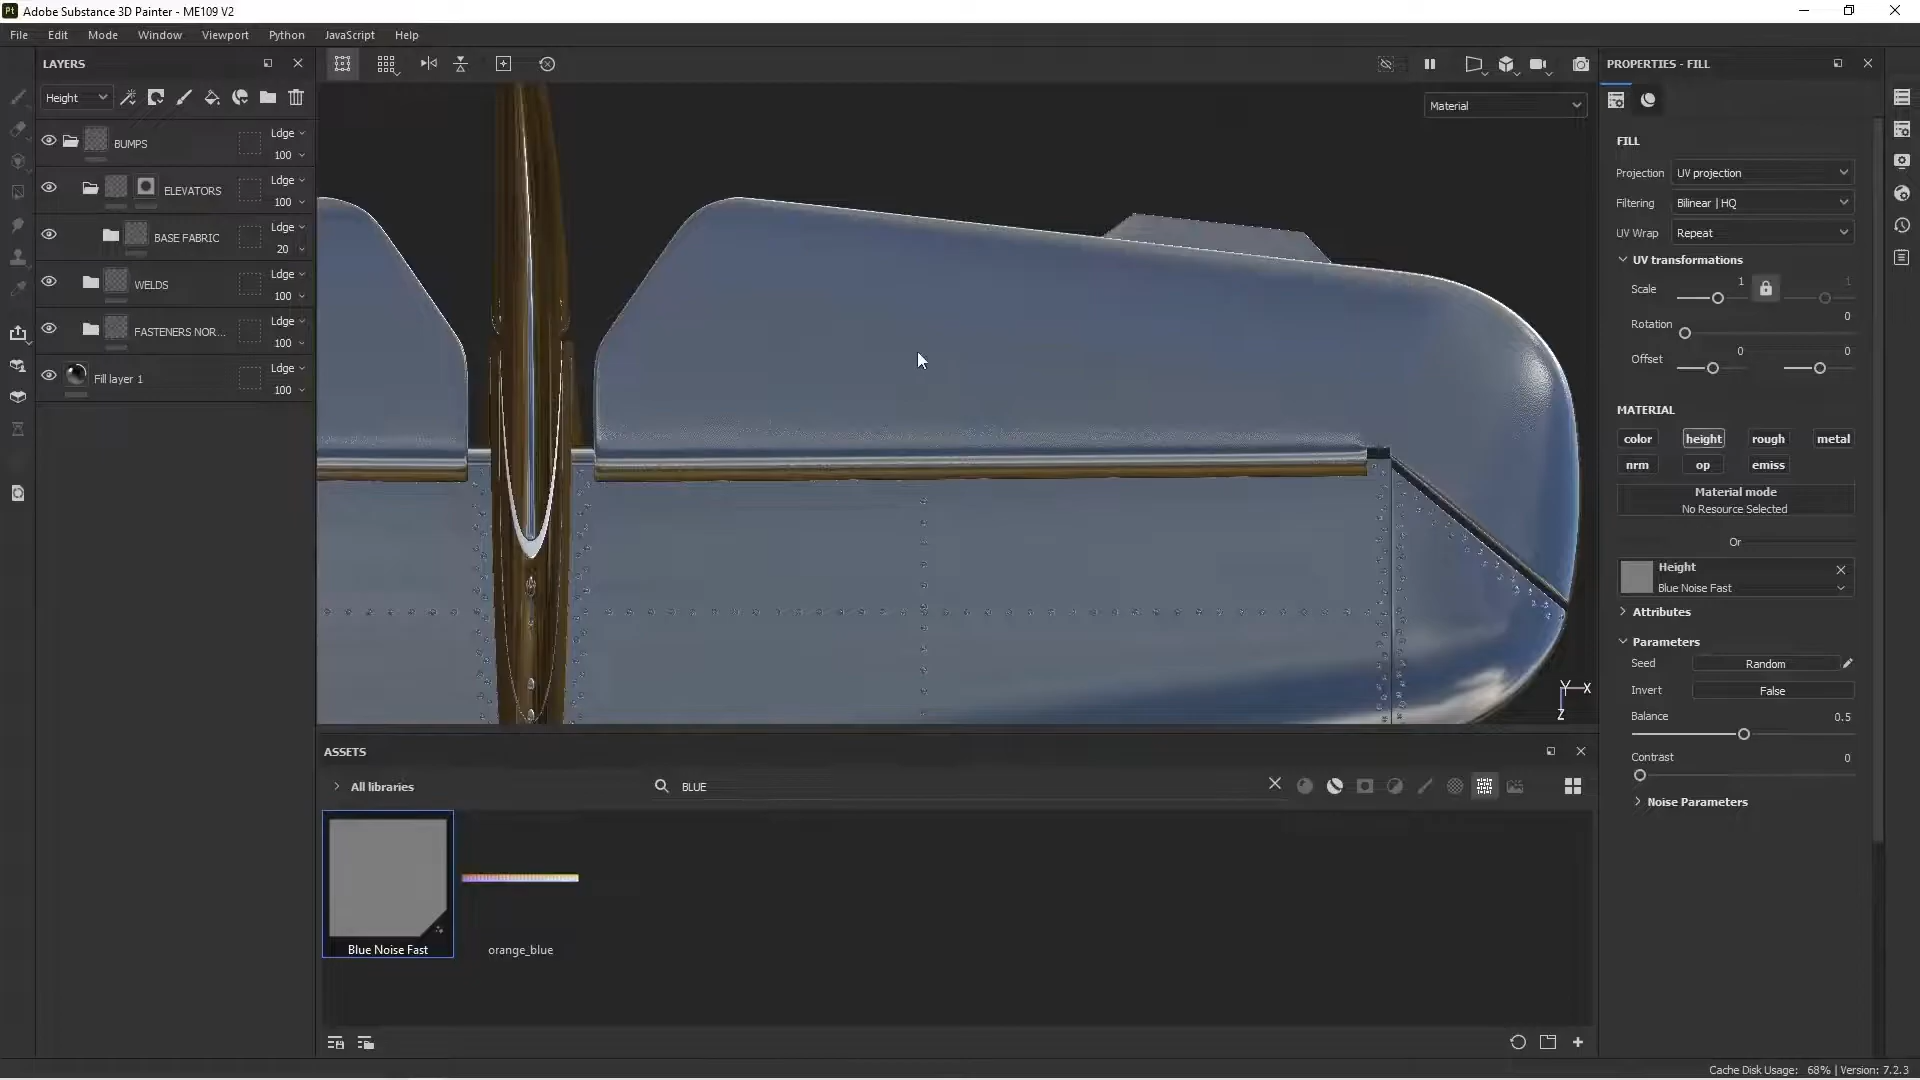 Pt Adobe Substance 3D Painter - ME109 V2
File Edit Mode Window Viewport Python JavaScript Help
LAYERS
Height
BUMPS
Ldge
100
ELEVATORS
Ldge
100
BASE FABRIC
Ldge
20
WELDS
Ldge
100
FASTENERS NOR...
Ldge
100
Fill layer 1
Ldge
100
Material
Y X
Z
ASSETS
All libraries
BLUE
Blue Noise Fast
orange_blue
PROPERTIES - FILL
FILL
Projection UV projection
Filtering Bilinear | HQ
UV Wrap Repeat
UV transformations
Scale 1 1
Rotation 0
Offset 0 0
MATERIAL
color height rough metal
nrm op emiss
Material mode
No Resource Selected
Or
Height
Blue Noise Fast
Attributes
Parameters
Seed Random
Invert False
Balance 0.5
Contrast 0
Noise Parameters
Cache Disk Usage: 68% | Version: 7.2.3